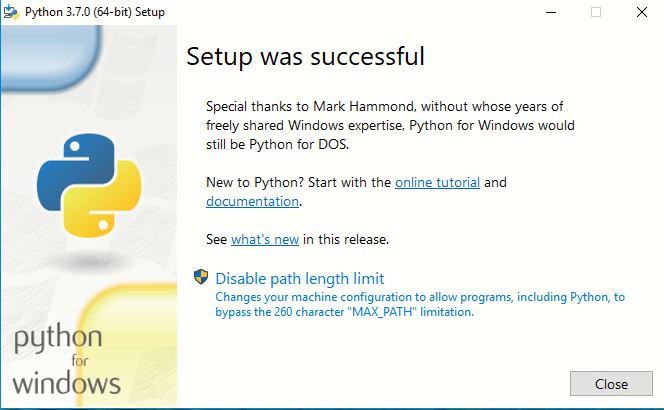 Python 3.7.0 (64-bit) Setup
Setup was successful
Special thanks to Mark Hammond, without whose years of
freely shared Windows expertise, Python for Windows would
still be Python for DOS.
New to Python? Start with the online tutorial and
documentation.
See what's new in this release.
Disable path length limit
Changes your machine configuration to allow programs, including Python, to
bypass the 260 character "MAX_PATH" limitation.
python
for
windows
Close